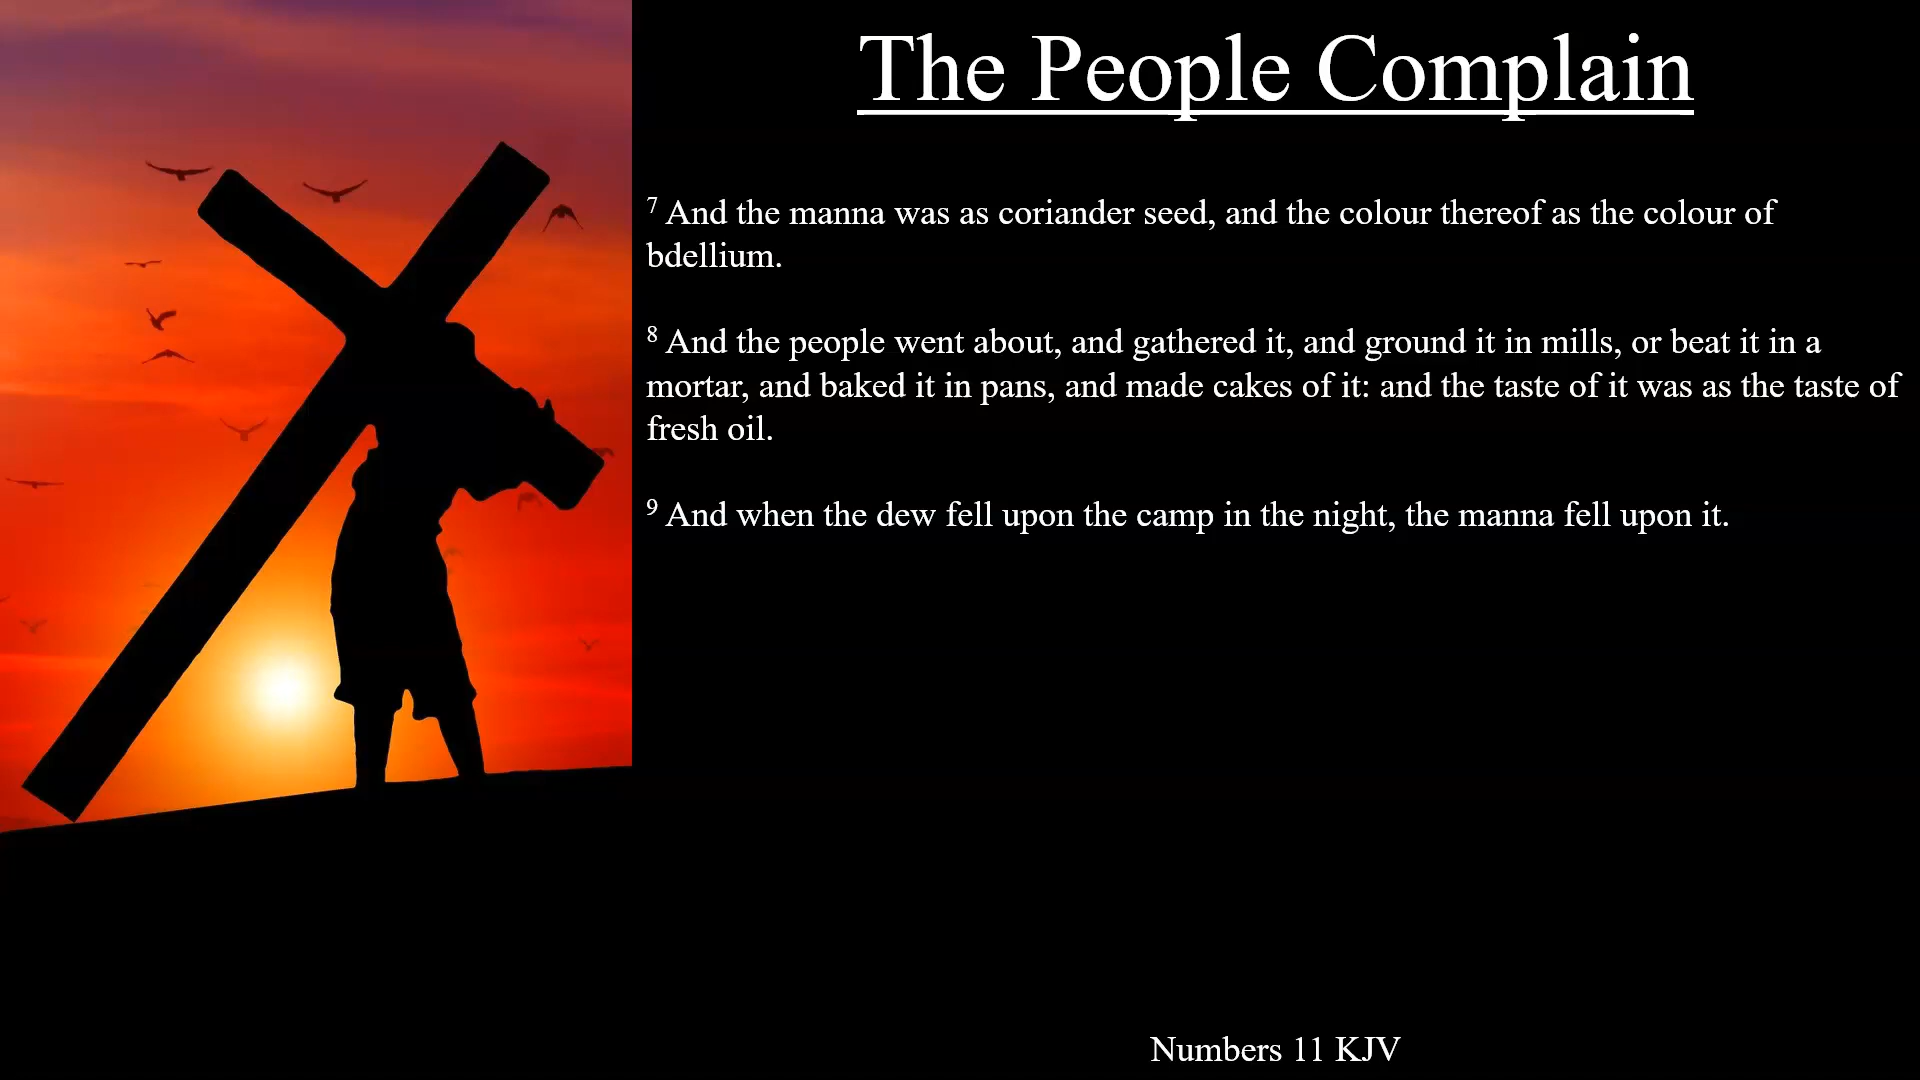 The People Complain
7 And the manna was as coriander seed, and the colour thereof as the colour of
bdellium.
8 And the people went about, and gathered it, and ground it in mills, or beat it in a
mortar, and baked it in pans, and made cakes of it: and the taste of it was as the taste of
fresh oil.
9 And when the dew fell upon the camp in the night, the manna fell upon it.
Numbers 11 KJV